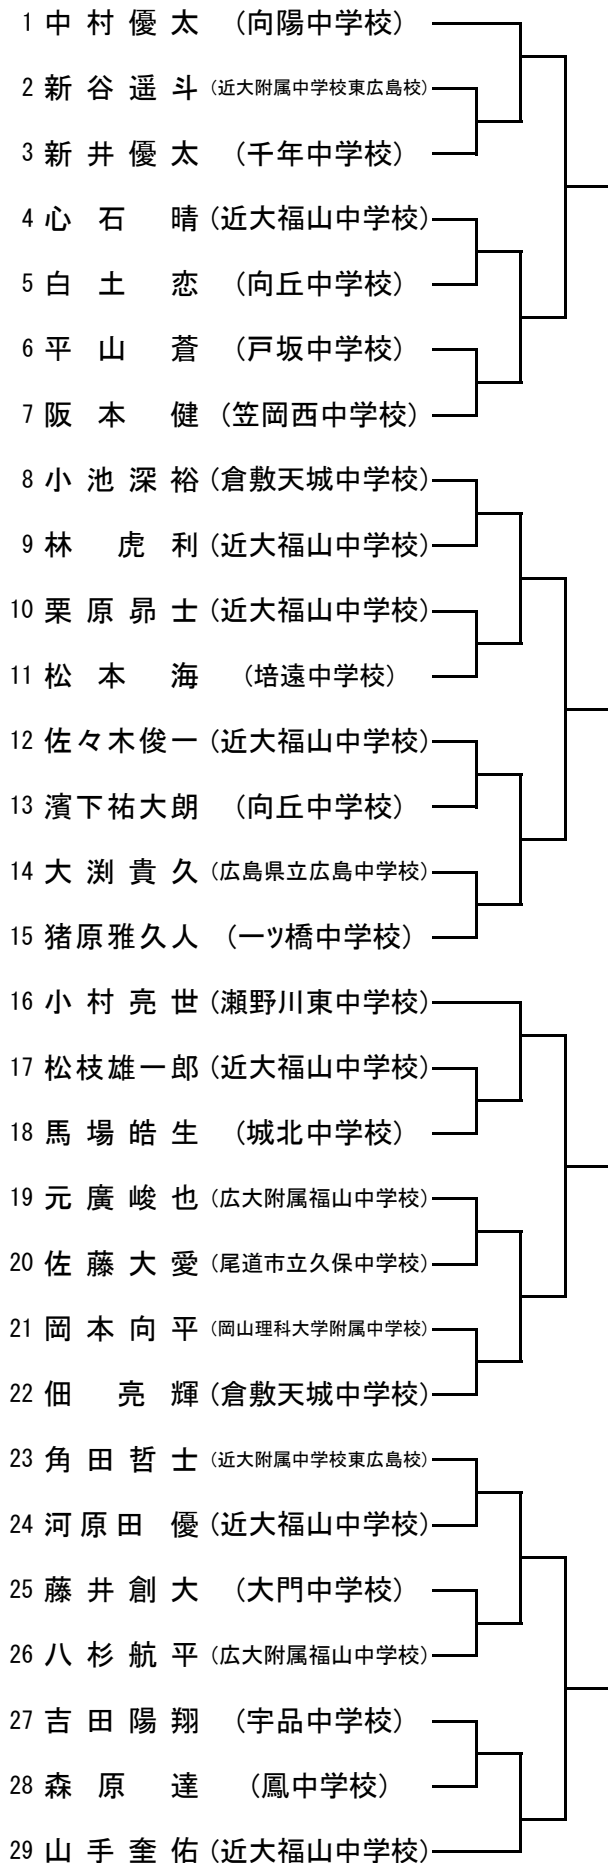 1 中村優太 (向陽中学校)
2 新谷遥斗 (近大附属中学校東広島校)
3 新井優太 (千年中学校)
4 心石 晴 (近大福山中学校)
5 白土 恋 (向丘中学校)
6 平山 蒼 (戸坂中学校)
7 阪本 健 (笠岡西中学校)
8 小池深裕 (倉敷天城中学校)
9 林 虎利 (近大福山中学校)
10 栗原昴士 (近大福山中学校)
11 松本 海 (培遠中学校)
12 佐々木俊一 (近大福山中学校)
13 濱下祐大朗 (向丘中学校)
14 大渕貴久 (広島県立広島中学校)
15 猪原雅久人 (一ツ橋中学校)
16 小村亮世 (瀬野川東中学校)
17 松枝雄一郎 (近大福山中学校)
18 馬場皓生 (城北中学校)
19 元廣峻也 (広大附属福山中学校)
20 佐藤大愛 (尾道市立久保中学校)
21 岡本向平 (岡山理科大学附属中学校)
22 佃 亮輝 (倉敷天城中学校)
23 角田哲士 (近大附属中学校東広島校)
24 河原田 優 (近大福山中学校)
25 藤井創大 (大門中学校)
26 八杉航平 (広大附属福山中学校)
27 吉田陽翔 (宇品中学校)
28 森原 達 (鳳中学校)
29 山手奎佑 (近大福山中学校)